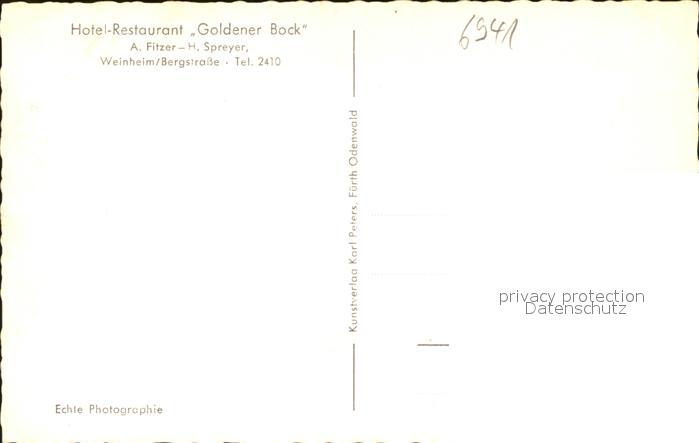 Hotel-Restaurant „Goldener Bock“
A. Fitzer – H. Spreyer,
Weinheim/Bergstraße · Tel. 2410
Echte Photographie
Kunstverlag Karl Peters, Fürth Odenwald
6941
privacy protection
Datenschutz